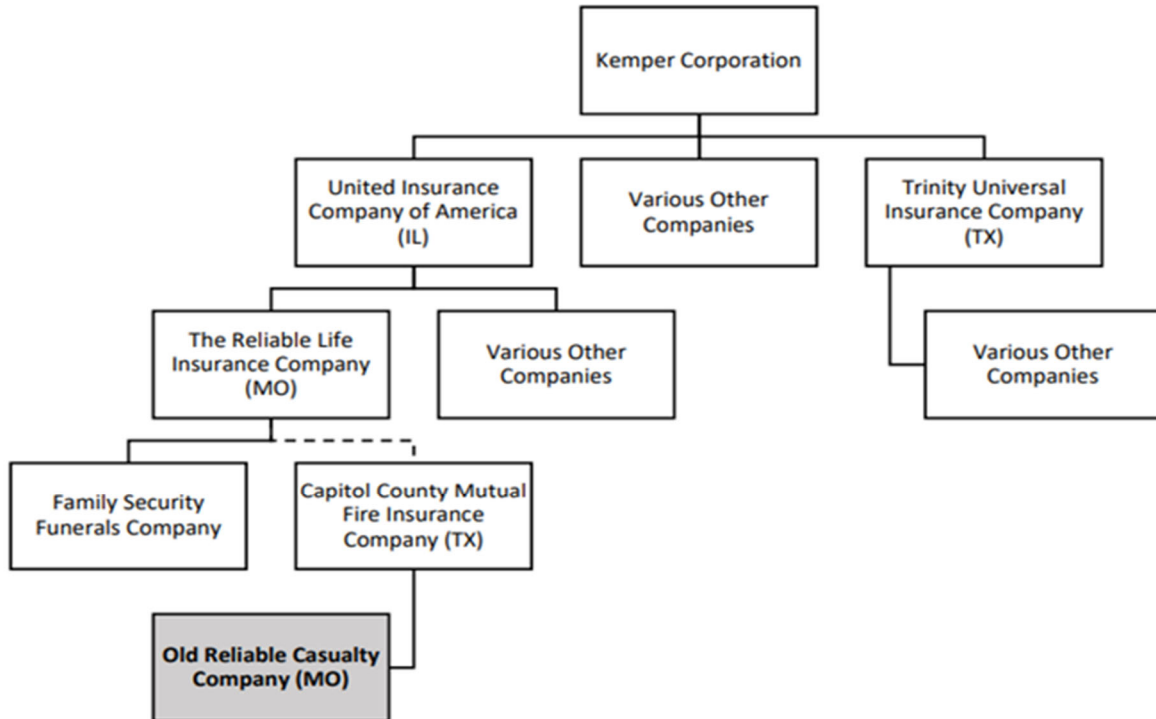 Kemper Corporation
United Insurance
Company of America
(IL)
Various Other
Companies
Trinity Universal
Insurance Company
(TX)
The Reliable Life
Insurance Company
(MO)
Various Other
Companies
Various Other
Companies
Family Security
Funerals Company
Capitol County Mutual
Fire Insurance
Company (TX)
Old Reliable Casualty
Company (MO)